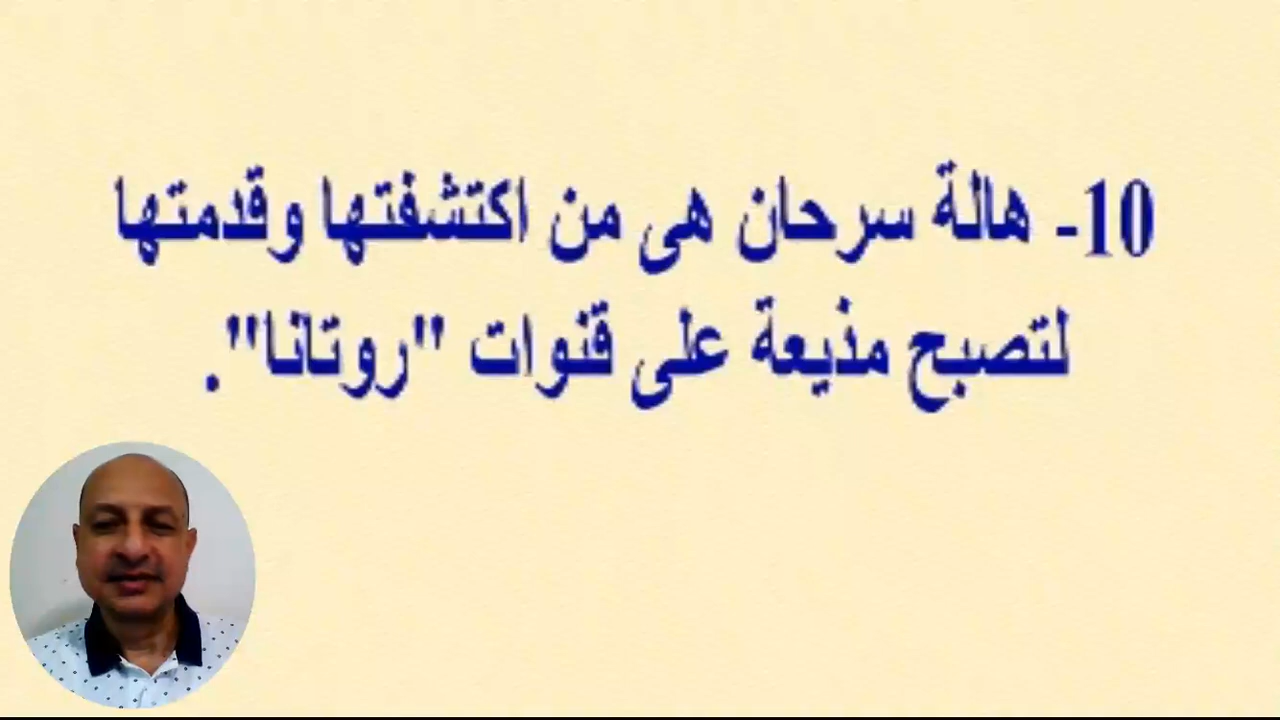 10- هالة سرحان هى من اكتشفتها وقدمتها
لتصبح مذيعة على قنوات "روتانا".